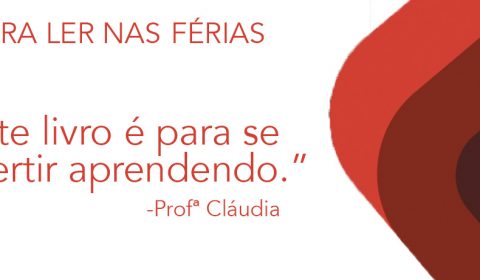 RA LER NAS FÉRIAS
te livro é para se
ertir aprendendo.”
-Profª Cláudia